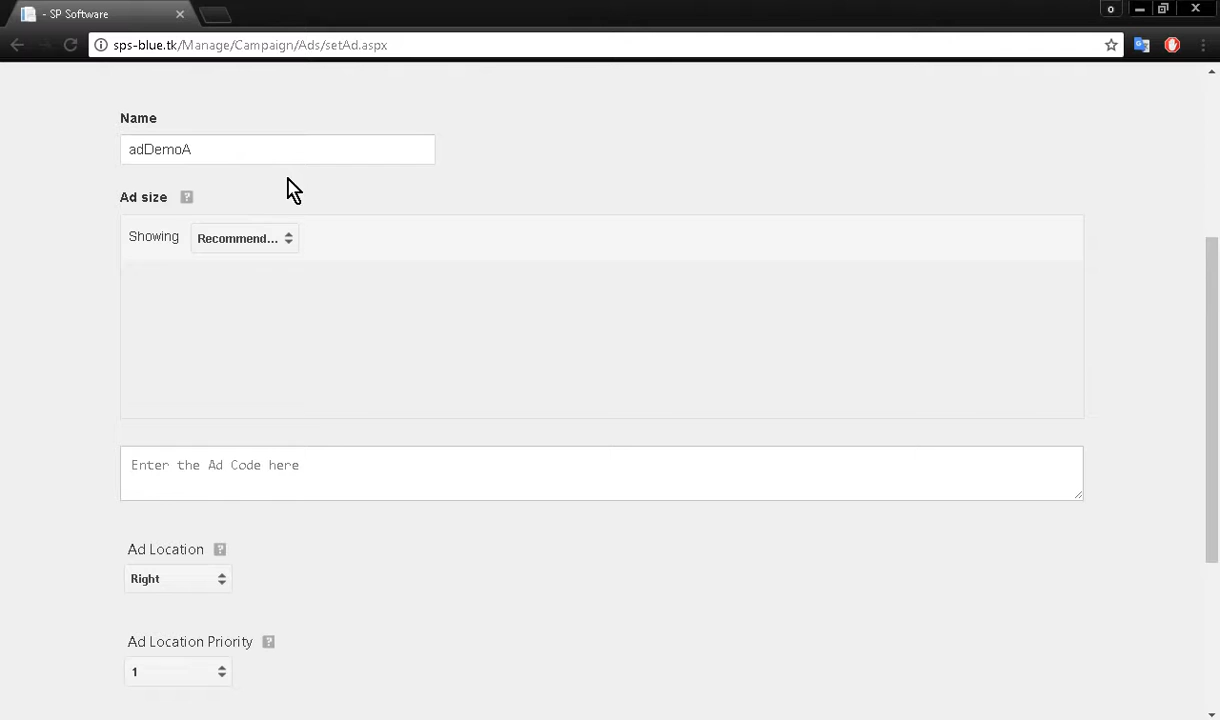 - SP Software
sps-blue.tk/Manage/Campaign/Ads/setAd.aspx
Name
adDemoA
Ad size ?
Showing Recommend...
Enter the Ad Code here
Ad Location ?
Right
Ad Location Priority ?
1